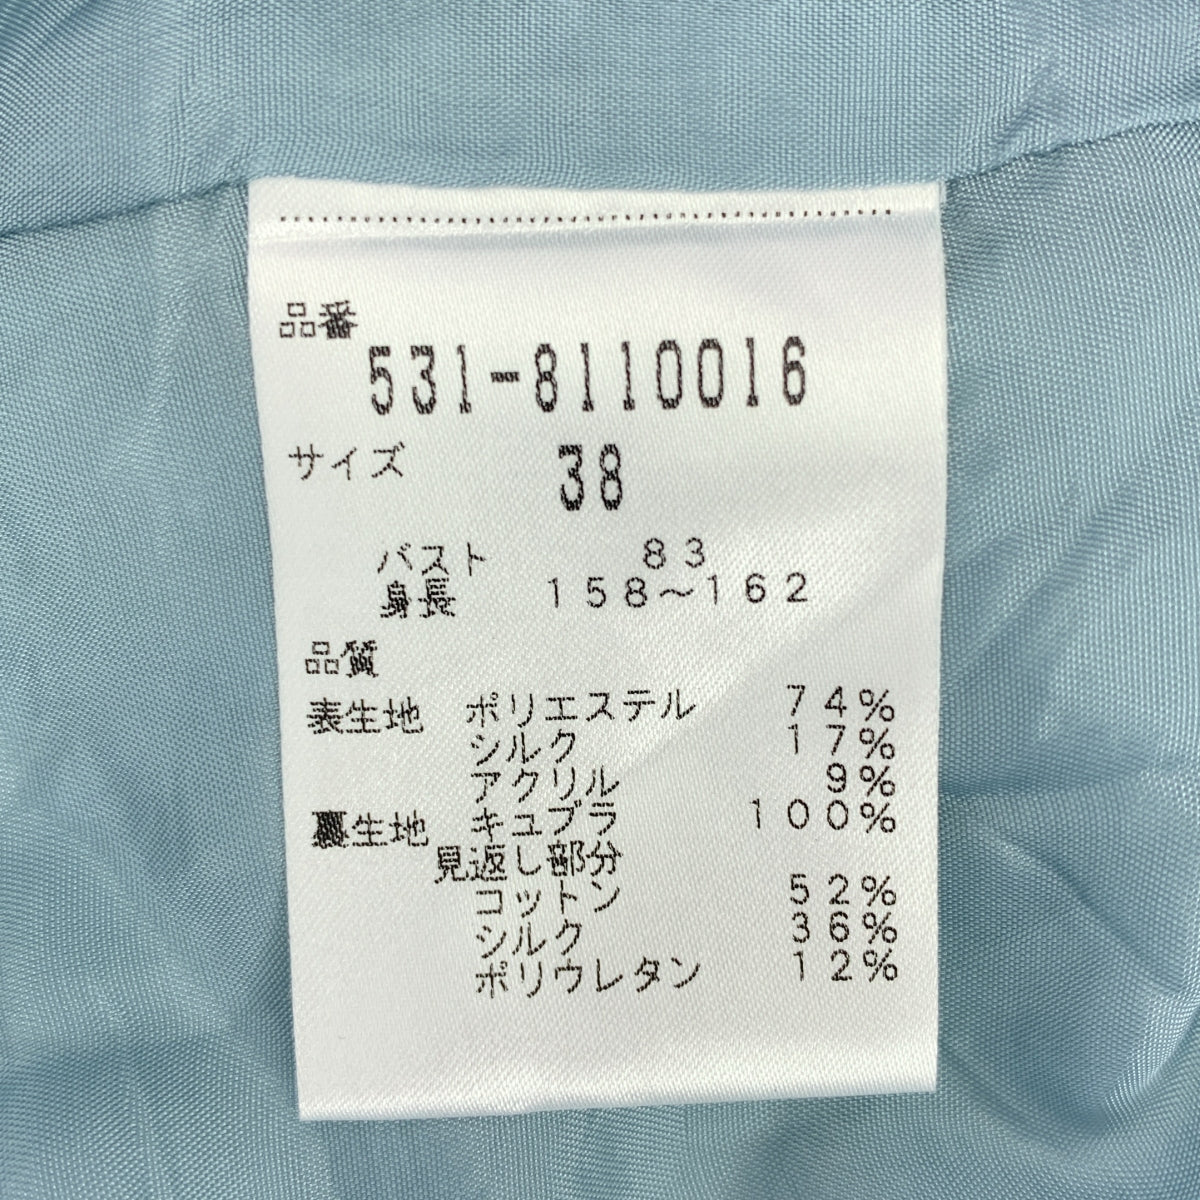 品番
531-8110016
サイズ 38
バスト 83
身長 158～162
品質
表生地 ポリエステル 74%
シルク 17%
アクリル 9%
裏生地 キュプラ 100%
見返し部分
コットン 52%
シルク 36%
ポリウレタン 12%